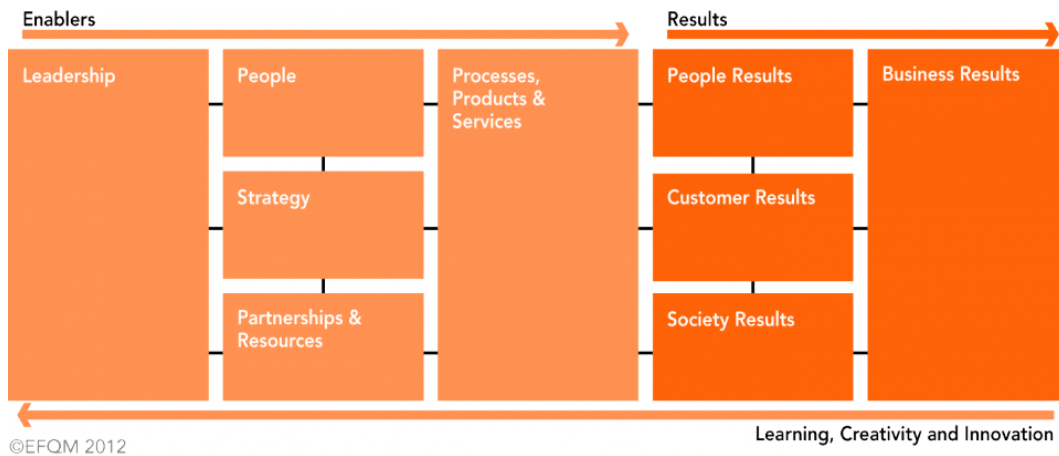 Enablers
Results
Leadership
People
Processes,
Products &
Services
People Results
Business Results
Strategy
Customer Results
Partnerships &
Resources
Society Results
Learning, Creativity and Innovation
©EFQM 2012